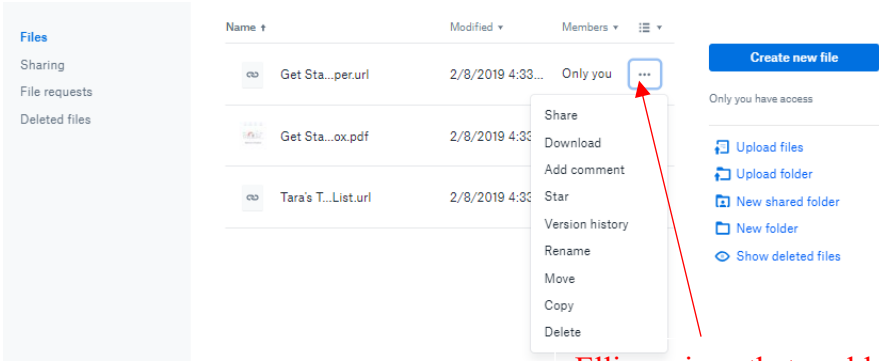 Files
Sharing
File requests
Deleted files
Name ↑ Modified ▾ Members ▾
Get Sta...per.url 2/8/2019 4:33... Only you ...
Get Sta...ox.pdf 2/8/2019 4:33
Tara's T...List.url 2/8/2019 4:33
Share
Download
Add comment
Star
Version history
Rename
Move
Copy
Delete
Create new file
Only you have access
Upload files
Upload folder
New shared folder
New folder
Show deleted files